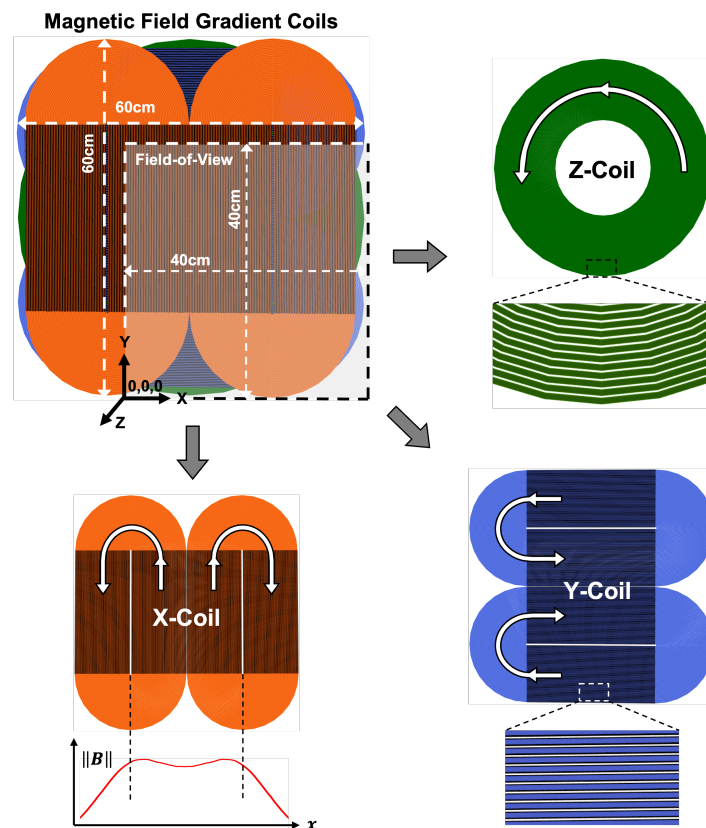 Magnetic Field Gradient Coils
60cm
60cm
Field-of-View
40cm
40cm
Y
0,0,0
X
Z
Z-Coil
X-Coil
Y-Coil
‖B‖
x